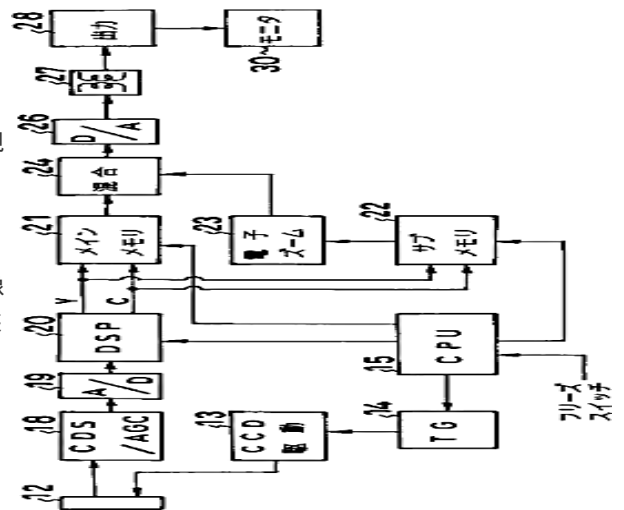 12
18
CDS
/AGC
19
A/D
20
DSP
Y
C
21
メイン
メモリ
24
混合
26
D/A
27
28
出力
30
モニタ
13
CCD
駆動
14
TG
15
CPU
23
電子
ズーム
22
サブ
メモリ
フリーズ
スイッチ